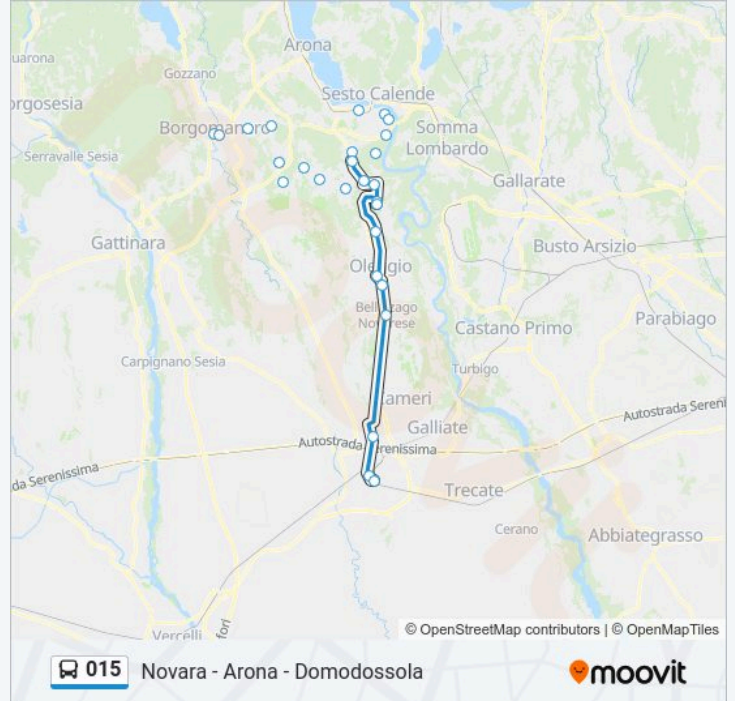 Arona
uarona
Gozzano
Sesto Calende
orgosesia
Borgomanero
Somma
Lombardo
Serravalle Sesia
Gallarate
Gattinara
Busto Arsizio
Oleggio
Bellinzago
Novarese
Castano Primo
Parabiago
Carpignano Sesia
Turbigo
Cameri
Autostrada Sereni
Galliate
Autostrada Serenissima
da Serenissima
Trecate
Cerano
Abbiategrasso
Vercelli
fori
© OpenStreetMap contributors | © OpenMapTiles
015 Novara - Arona - Domodossola
moovit